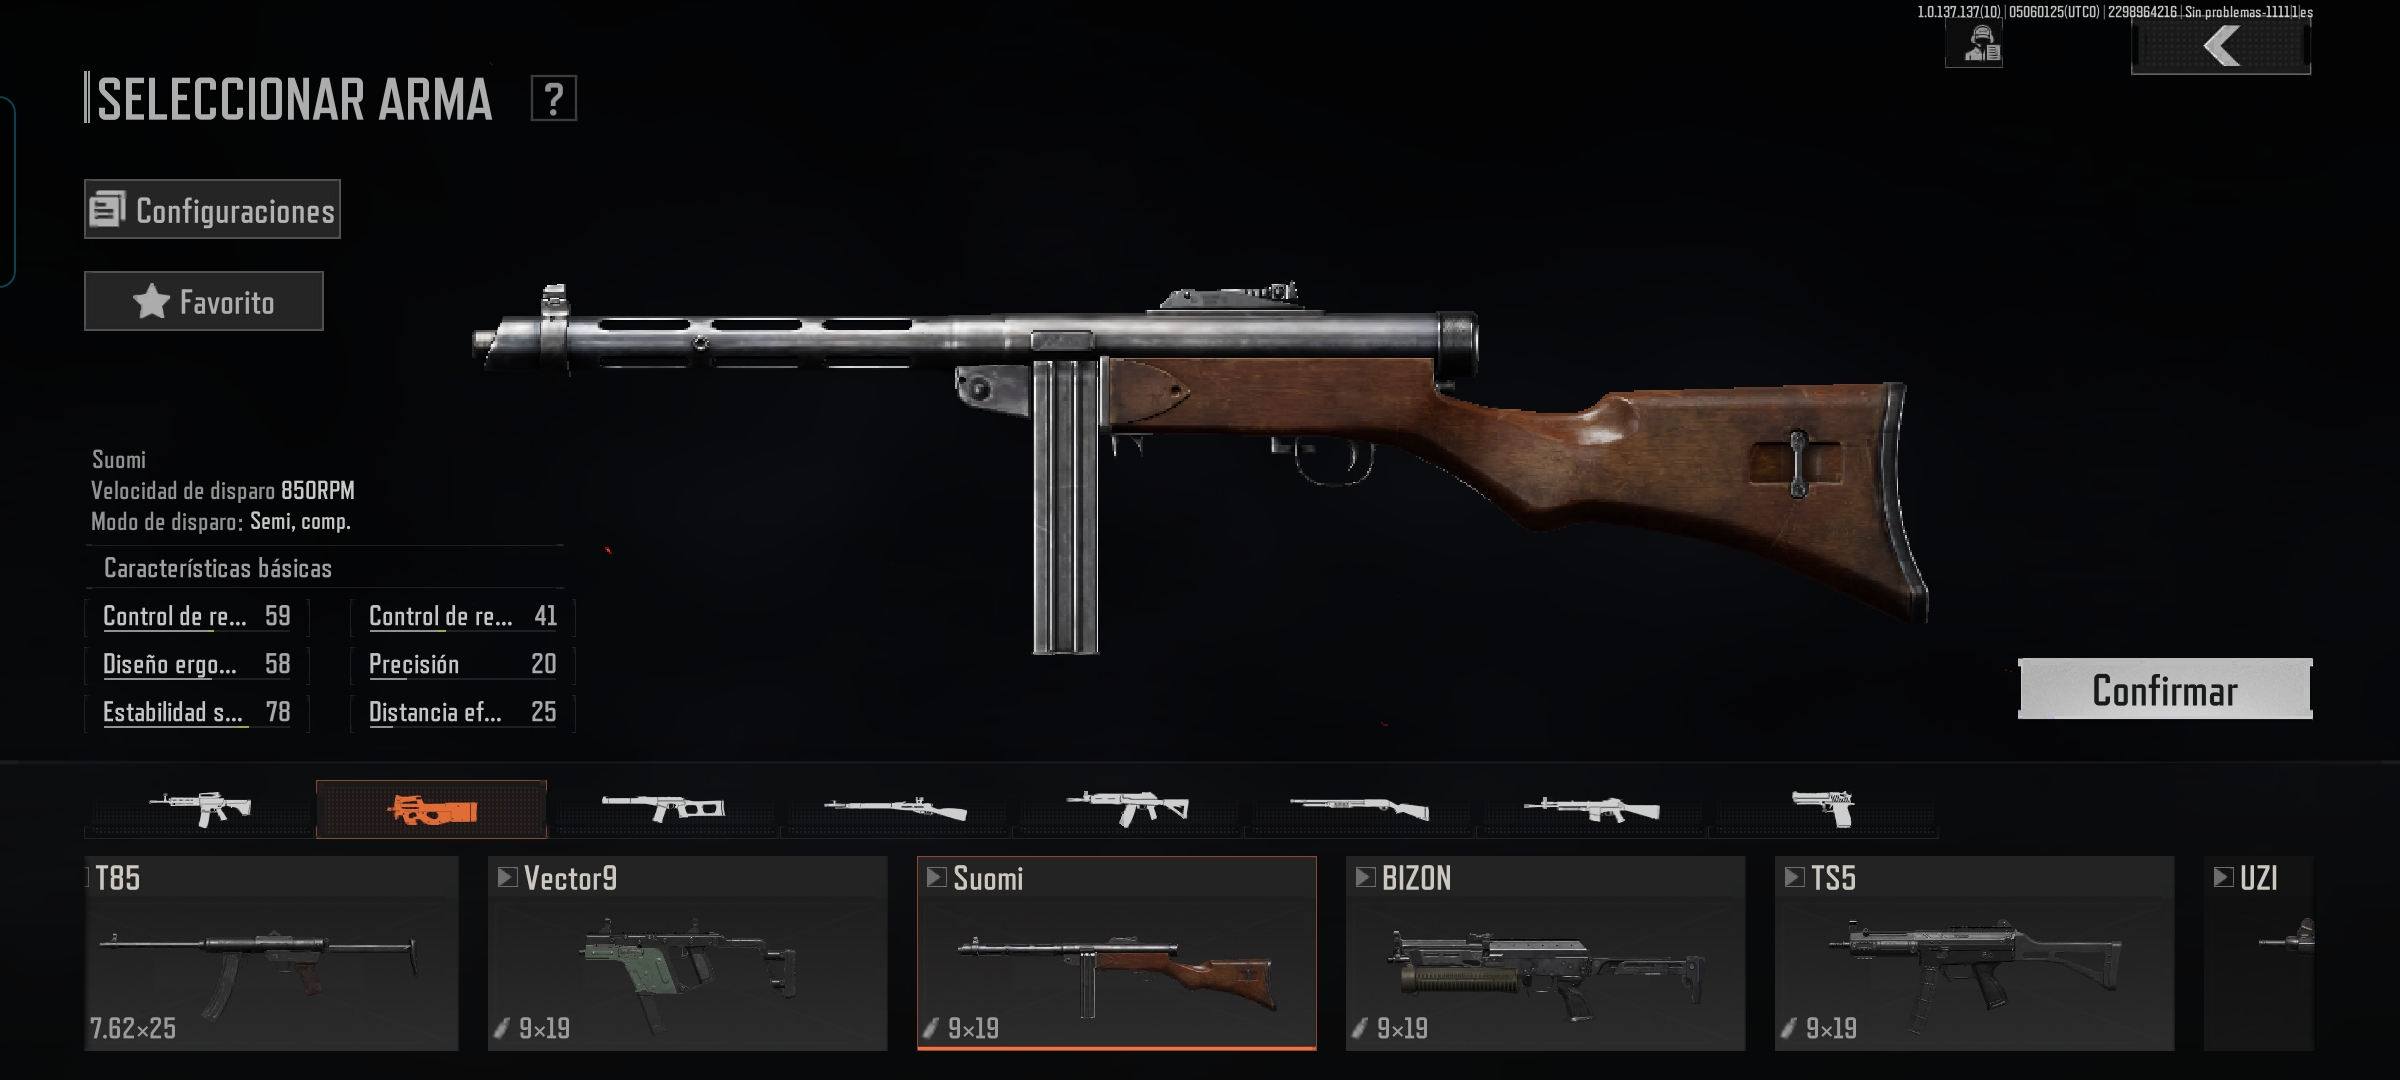 1.0.137.137(10) | 05060125(UTC0) | 2298964216 | Sin problemas-1111|1|es
SELECCIONAR ARMA ?
Configuraciones
Favorito
Suomi
Velocidad de disparo 850RPM
Modo de disparo: Semi, comp.
Características básicas
Control de re... 59 Control de re... 41
Diseño ergo... 58 Precisión 20
Estabilidad s... 78 Distancia ef... 25
Confirmar
T85 Vector9 Suomi BIZON TS5 UZI
7.62×25 9×19 9×19 9×19 9×19